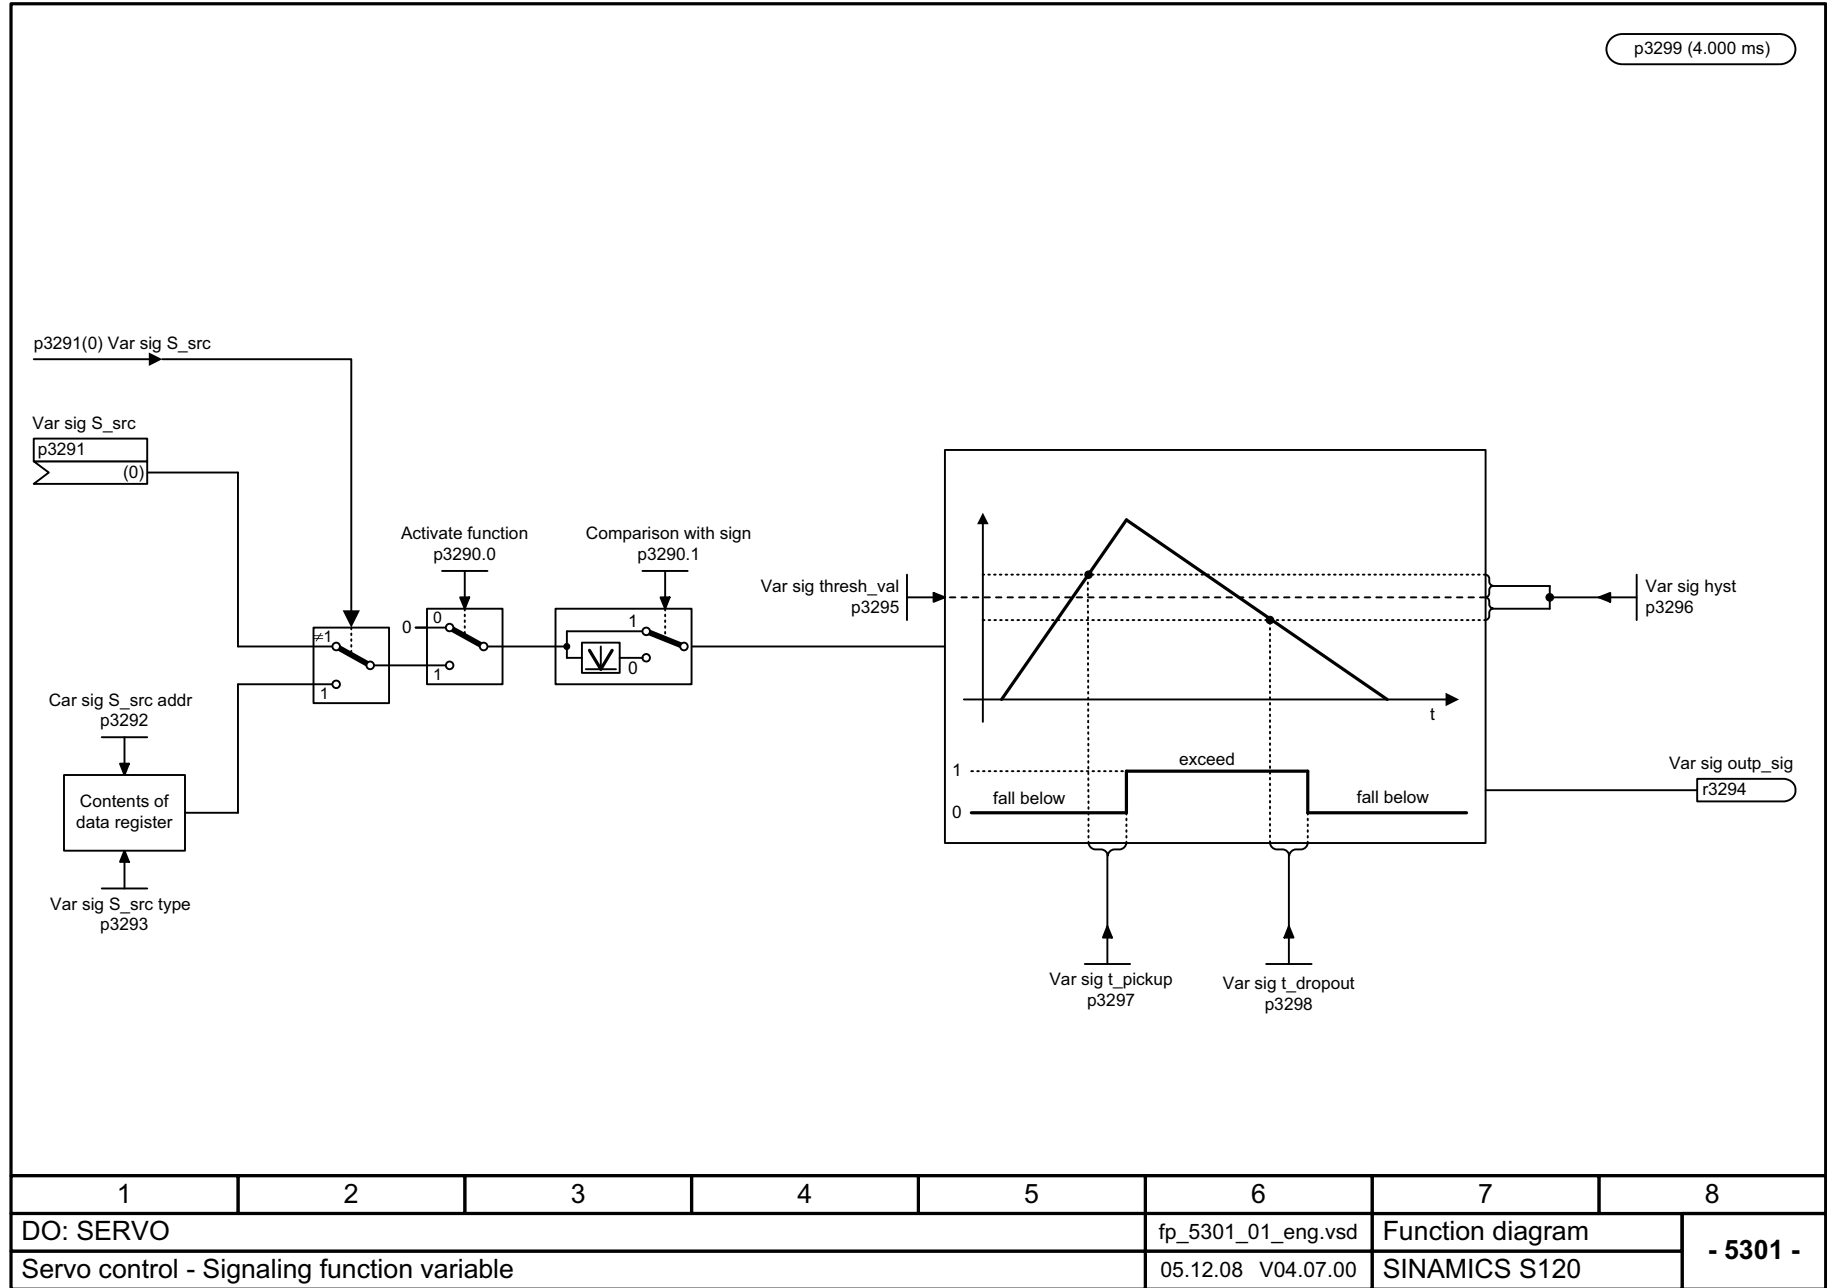 p3299 (4.000 ms)
p3291(0) Var sig S_src
Var sig S_src
p3291
(0)
Activate function
p3290.0
Comparison with sign
p3290.1
Var sig thresh_val
p3295
Var sig hyst
p3296
0
0
1
≠1
1
1
0
Car sig S_src addr
p3292
Contents of
data register
Var sig S_src type
p3293
t
exceed
1
fall below
fall below
0
Var sig outp_sig
r3294
Var sig t_pickup
p3297
Var sig t_dropout
p3298
1 2 3 4 5 6 7 8
DO: SERVO
fp_5301_01_eng.vsd
Function diagram
- 5301 -
Servo control - Signaling function variable
05.12.08 V04.07.00
SINAMICS S120